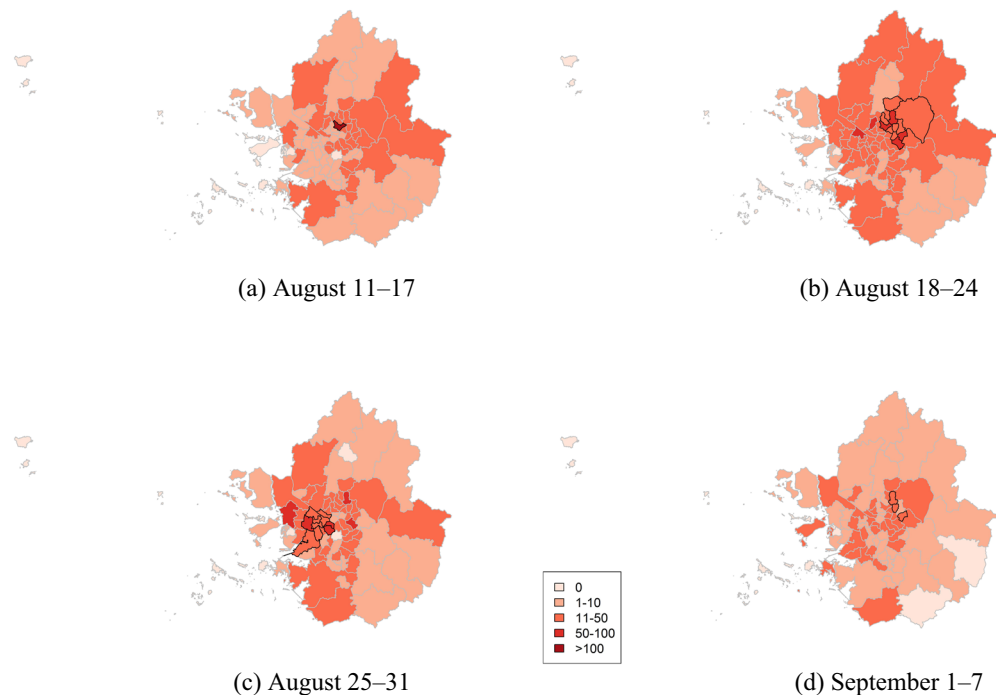 (a) August 11–17
(b) August 18–24
0
1-10
11-50
50-100
>100
(c) August 25–31
(d) September 1–7